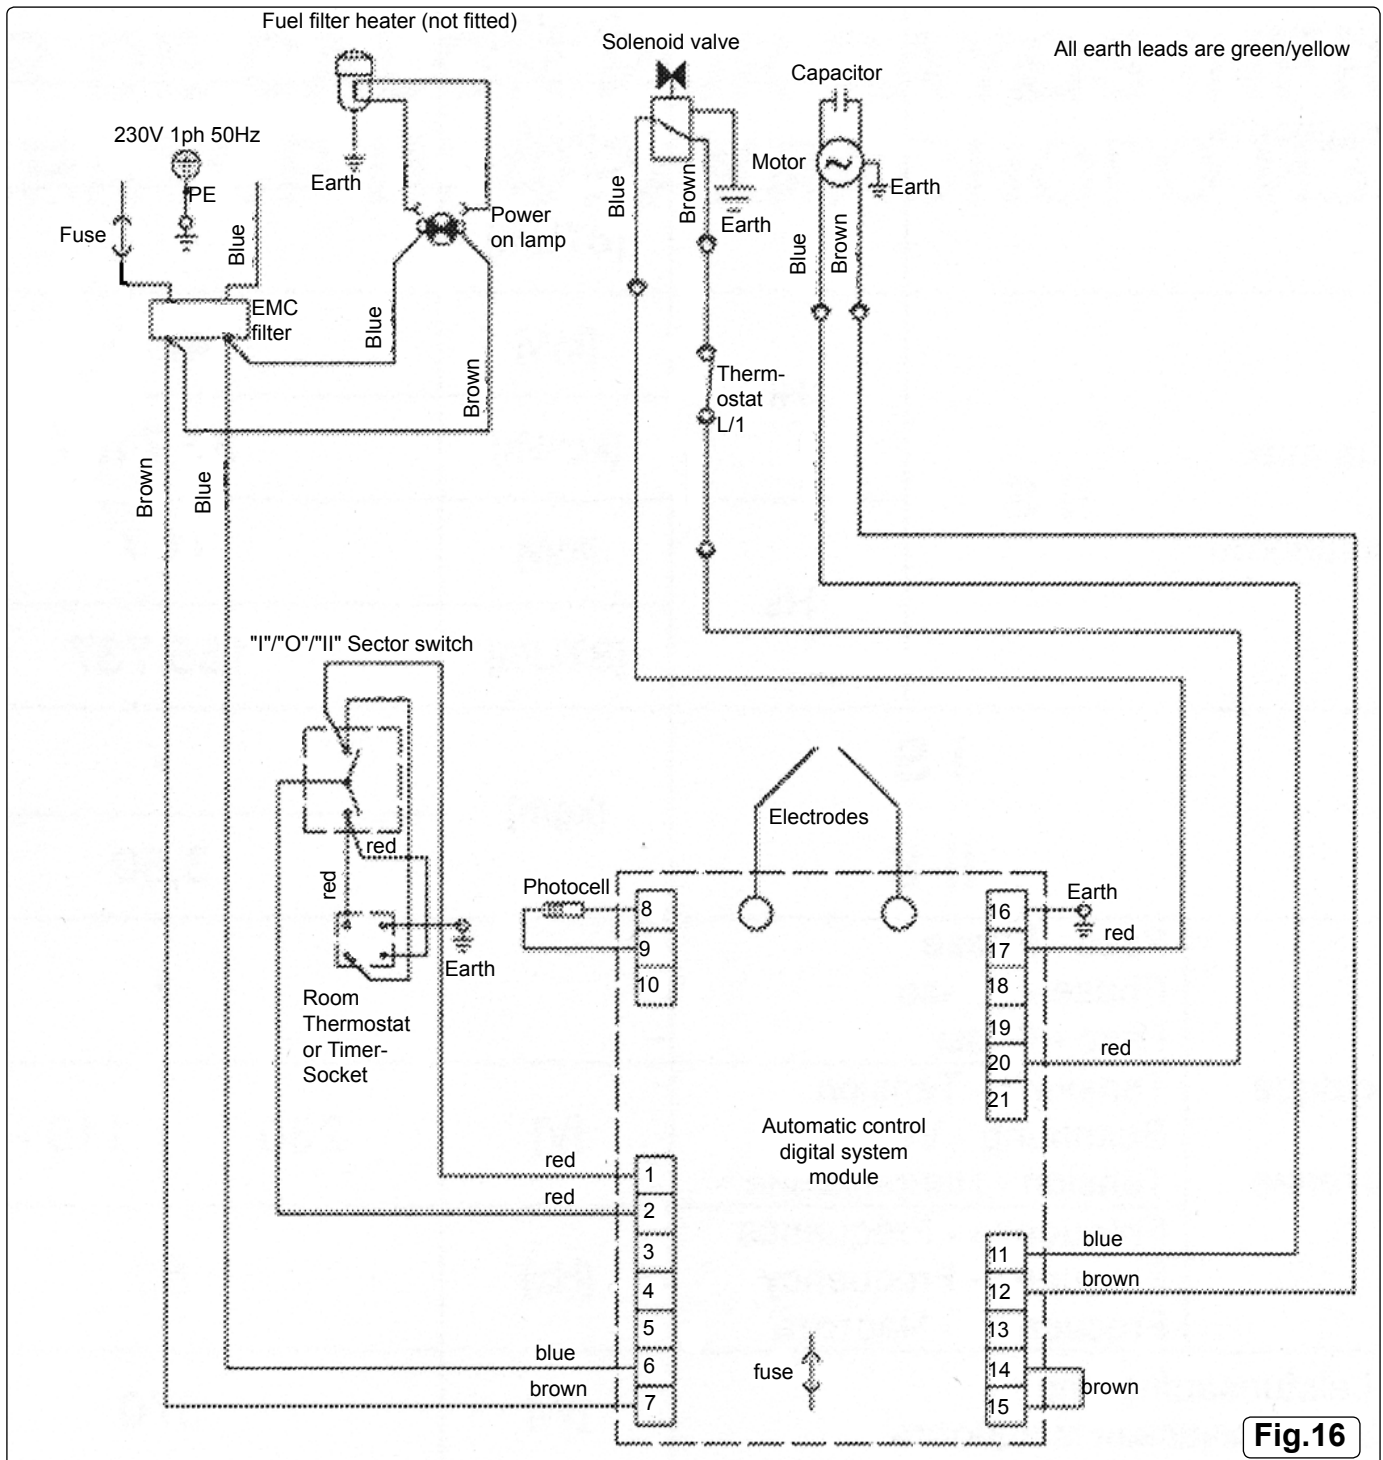 Fuel filter heater (not fitted)
Solenoid valve
All earth leads are green/yellow
Capacitor
230V 1ph 50Hz
Motor
Earth
PE
Earth
Blue
Brown
Power
on lamp
Earth
Fuse
Blue
Blue
Brown
EMC
filter
Blue
Brown
Therm-
ostat
L/1
Brown
Blue
"I"/"O"/"II" Sector switch
Electrodes
red
red
Photocell
8
9
10
16
17
18
19
20
21
Earth
red
red
Earth
Room
Thermostat
or Timer-
Socket
Automatic control
digital system
module
red
red
1
2
3
4
5
6
7
blue
brown
11
12
13
14
15
blue
brown
brown
fuse
Fig.16